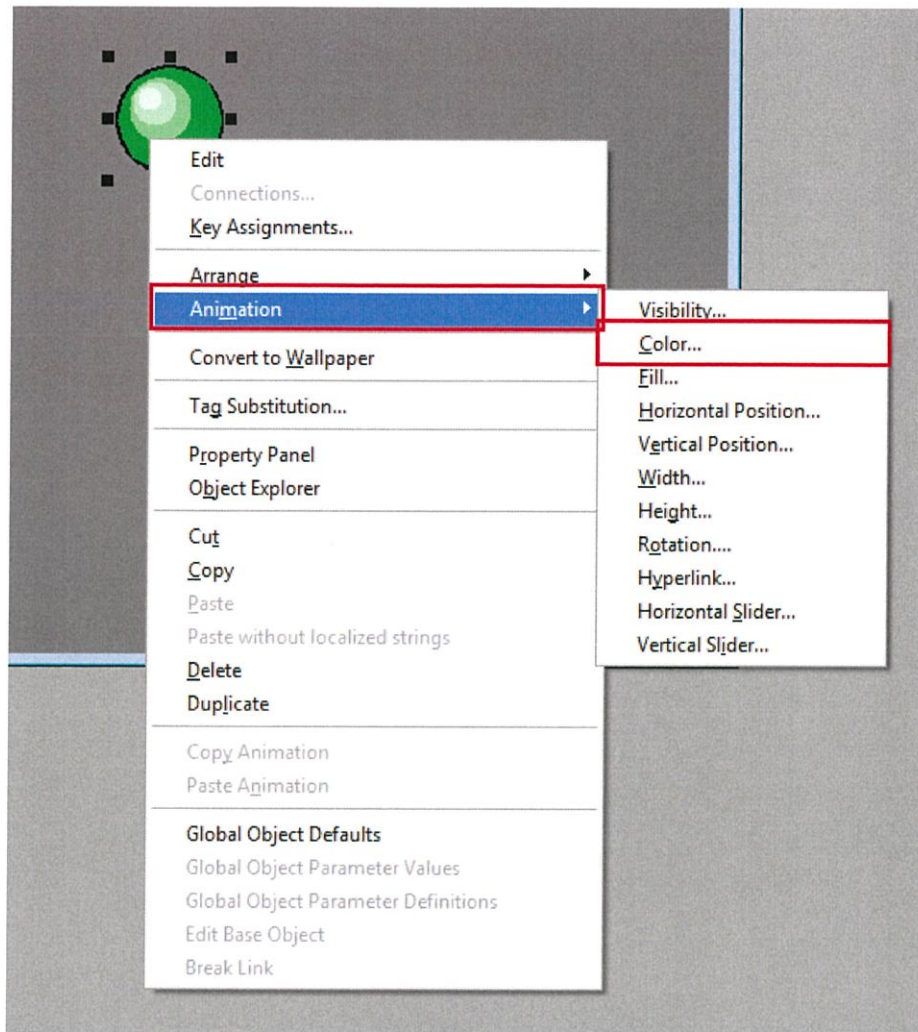 Edit
Connections...
Key Assignments...
Arrange
Animation
Convert to Wallpaper
Tag Substitution...
Property Panel
Object Explorer
Cut
Copy
Paste
Paste without localized strings
Delete
Duplicate
Copy Animation
Paste Animation
Global Object Defaults
Global Object Parameter Values
Global Object Parameter Definitions
Edit Base Object
Break Link
Visibility...
Color...
Fill...
Horizontal Position...
Vertical Position...
Width...
Height...
Rotation....
Hyperlink...
Horizontal Slider...
Vertical Slider...